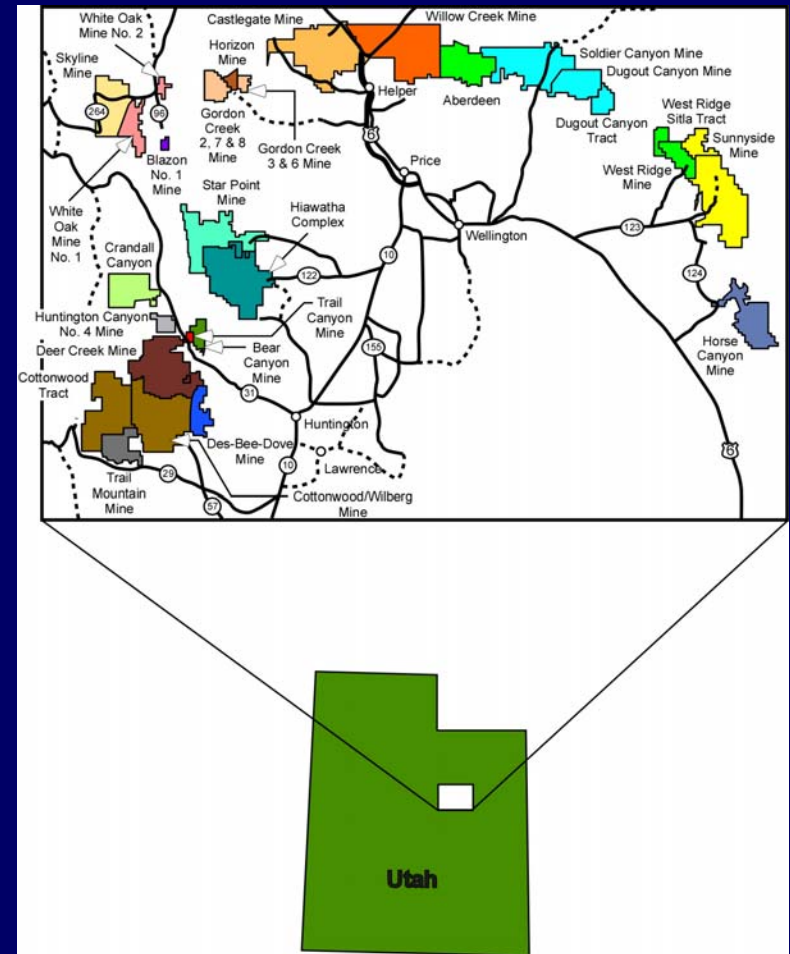 White Oak
Mine No. 2
Castlegate Mine
Willow Creek Mine
Skyline
Mine
Horizon
Mine
Soldier Canyon Mine
Dugout Canyon Mine
264
96
Helper
Aberdeen
Gordon
Creek
2, 7 & 8
Mine
Gordon Creek
3 & 6 Mine
6
Dugout Canyon
Tract
West Ridge
Sitla Tract
Sunnyside
Mine
Blazon
No. 1
Mine
Price
West Ridge
Mine
Star Point
Mine
White
Oak
Mine
No. 1
Hiawatha
Complex
Wellington
123
Crandall
Canyon
10
122
124
Huntington Canyon
No. 4 Mine
Trail
Canyon
Mine
Horse
Canyon
Mine
Deer Creek Mine
Bear
Canyon
Mine
155
Cottonwood
Tract
31
Huntington
Des-Bee-Dove
Mine
6
Lawrence
10
29
Trail
Mountain
Mine
57
Cottonwood/Wilberg
Mine
Utah